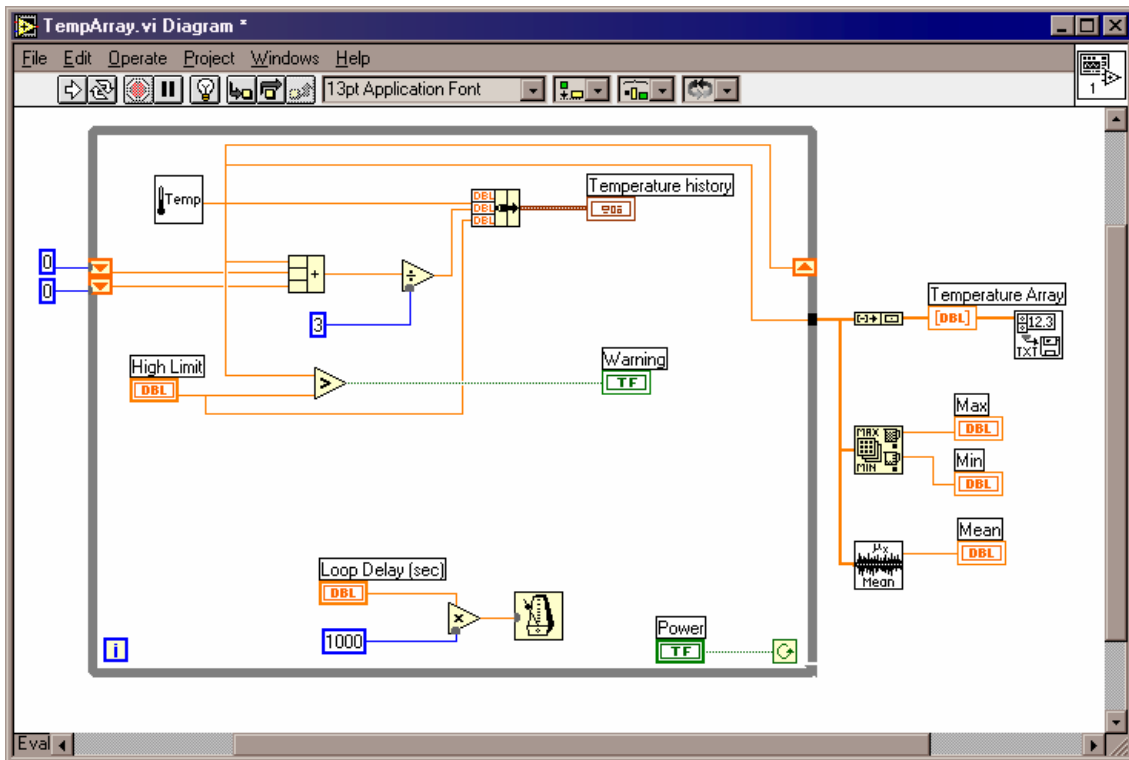 TempArray.vi Diagram *
File Edit Operate Project Windows Help
13pt Application Font
1
Temp
DBL
DBL
DBL
Temperature history
0
0
+
÷
3
Temperature Array
[DBL]
12.3
TXT
High Limit
DBL
>
Warning
TF
Max
DBL
MAX
MIN
Min
DBL
Mean
DBL
μx
Mean
Loop Delay (sec)
DBL
x
1000
Power
TF
i
Eval